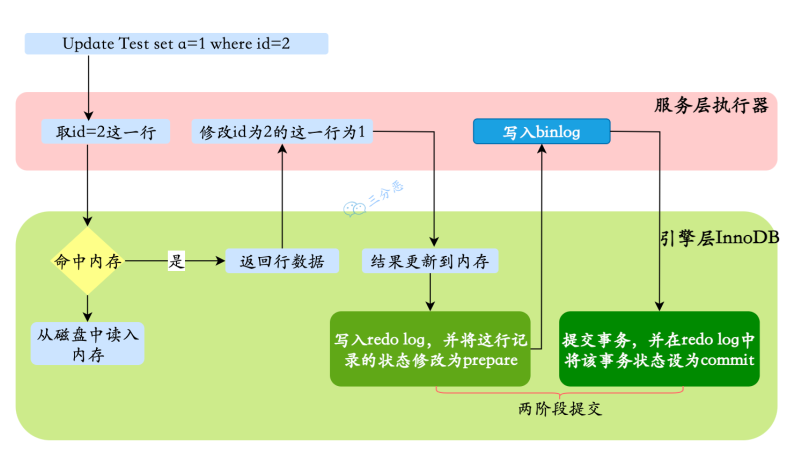 Update Test set a=1 where id=2
服务层执行器
取id=2这一行
修改id为2的这一行为1
写入binlog
三分恶
引擎层InnoDB
命中内存
是
返回行数据
结果更新到内存
从磁盘中读入
内存
写入redo log，并将这行记
录的状态修改为prepare
提交事务，并在redo log中
将该事务状态设为commit
两阶段提交